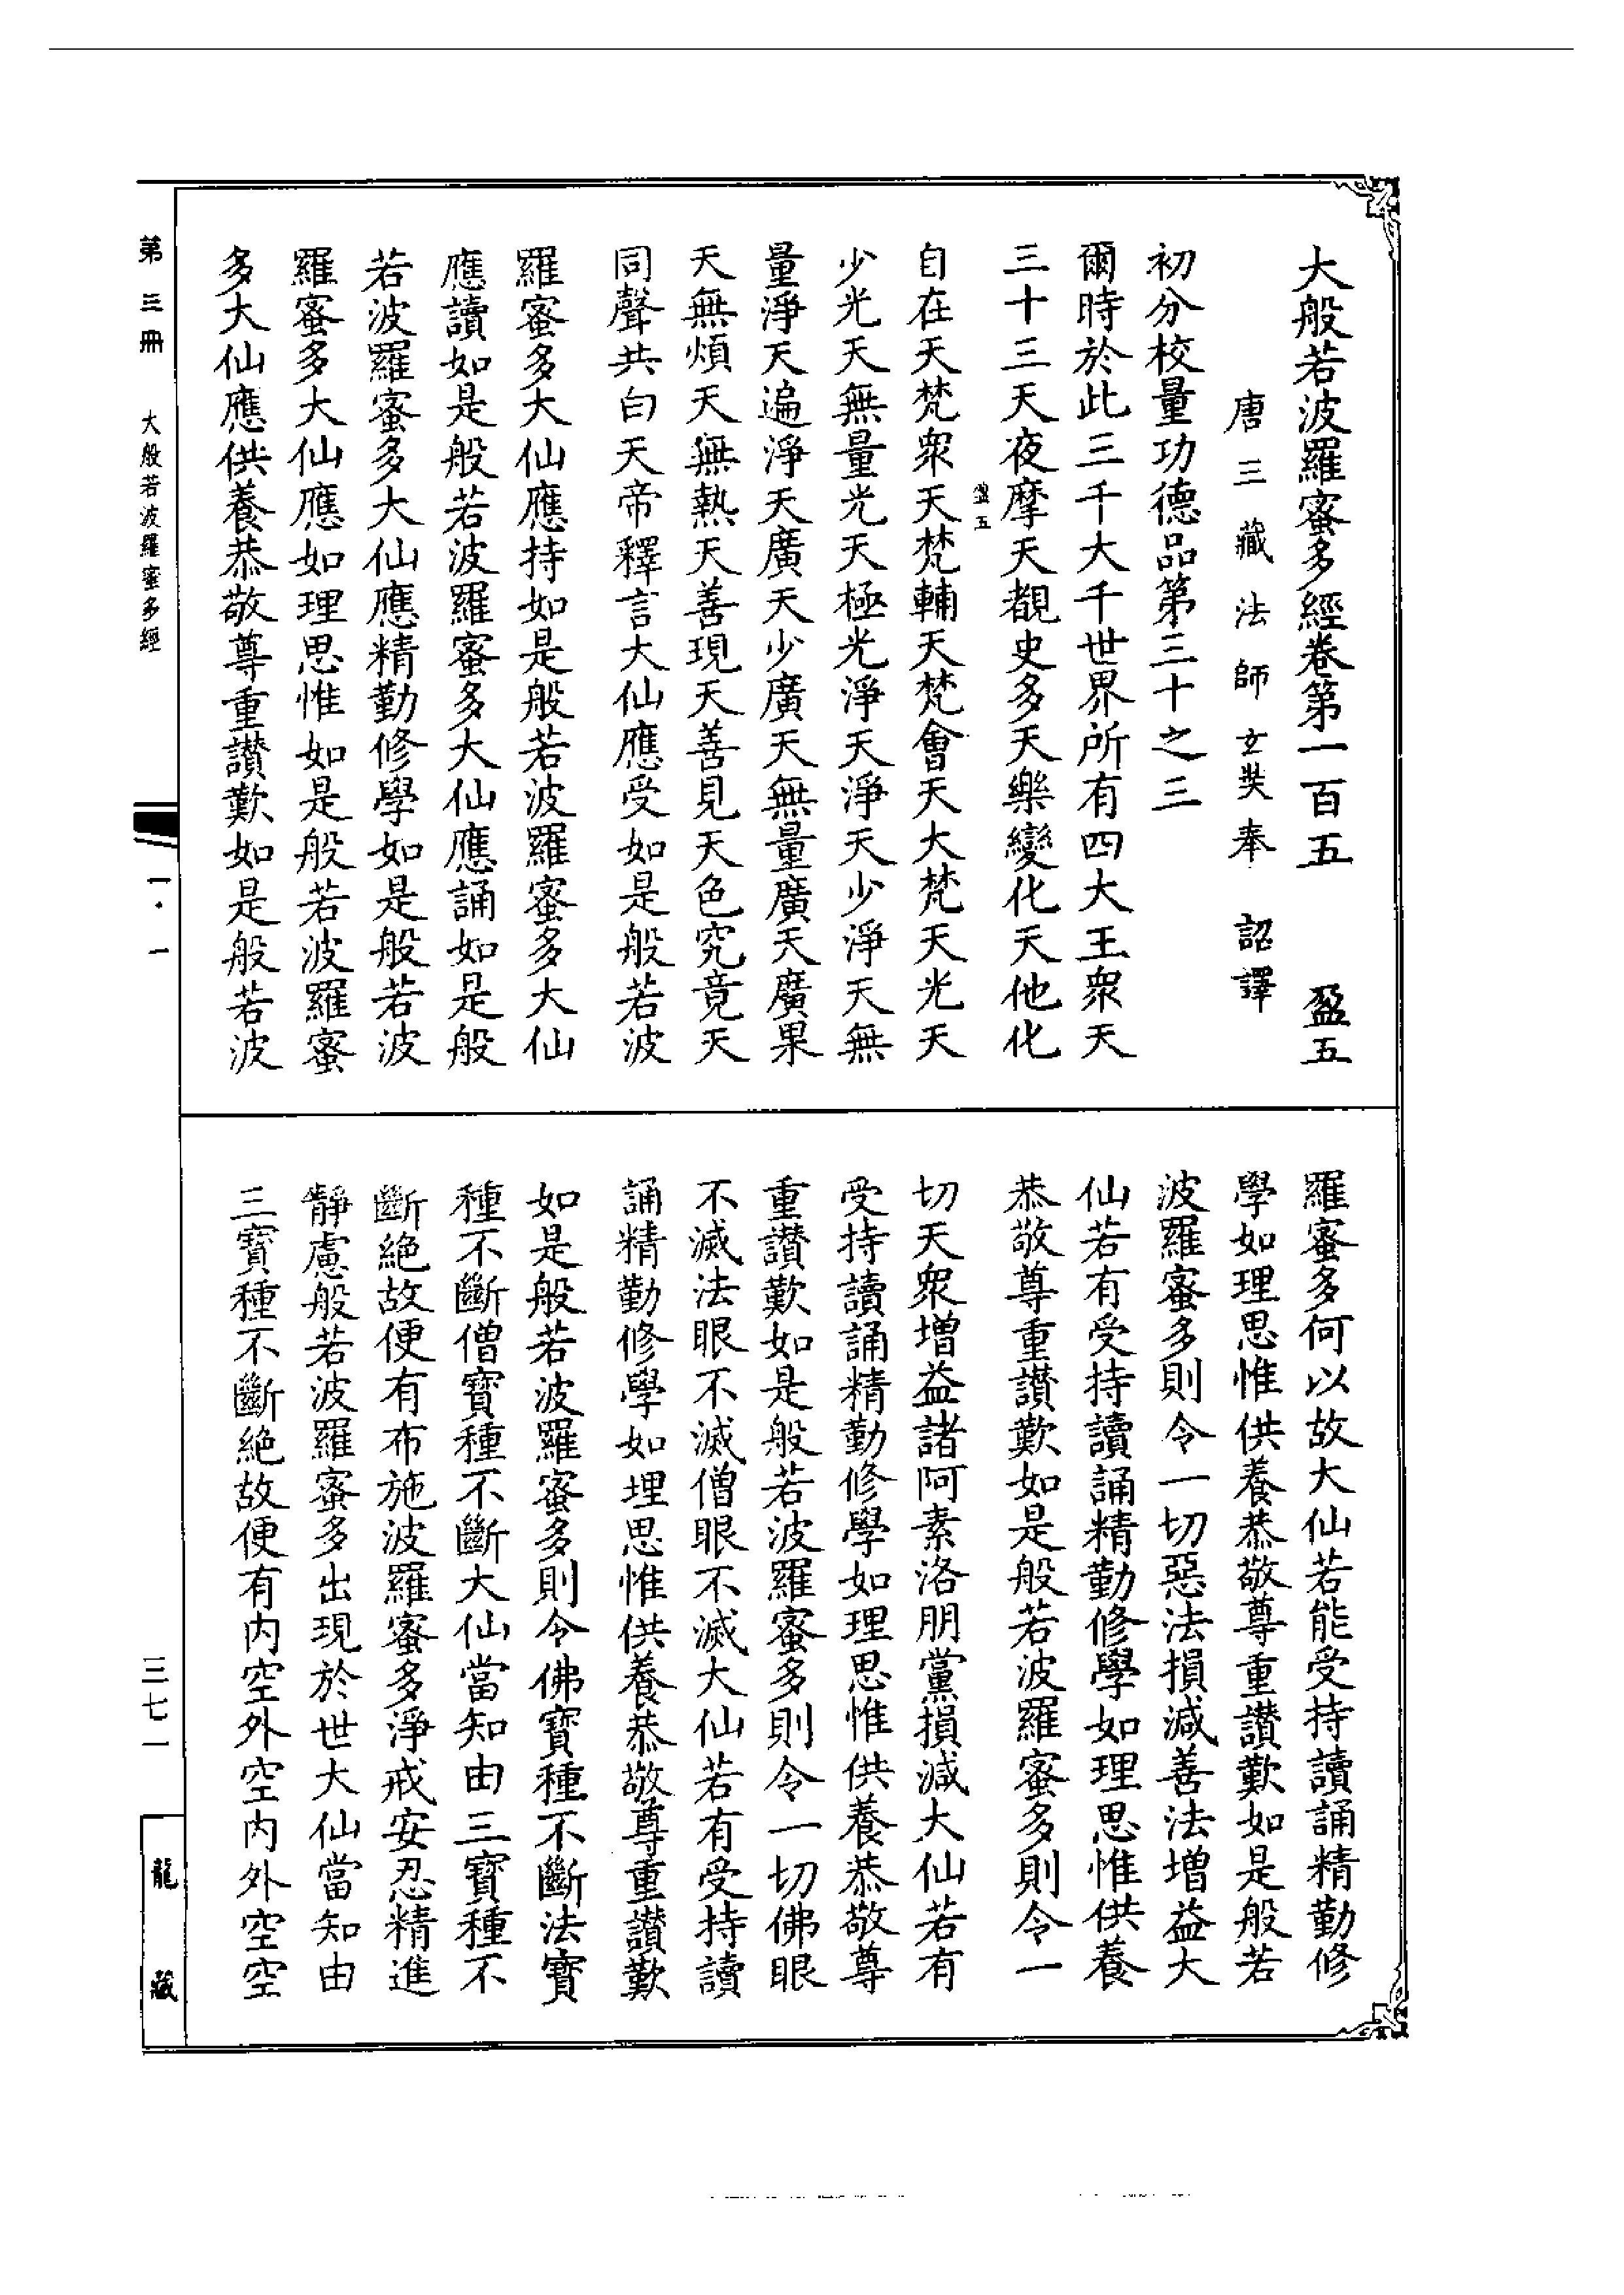 大般若波羅蜜多經卷第一百五　盈五
唐三藏法師玄奘奉　詔譯
初分校量功德品第三十之三
爾時於此三千大千世界所有四大王衆天
三十三天夜摩天覩史多天樂變化天他化
盈五
自在天梵衆天梵輔天梵會天大梵天光天
少光天無量光天極光淨天淨天少淨天無
量淨天遍淨天廣天少廣天無量廣天廣果
天無煩天無熱天善現天善見天色究竟天
同聲共白天帝釋言大仙應受如是般若波
羅蜜多大仙應持如是般若波羅蜜多大仙
應讀如是般若波羅蜜多大仙應誦如是般
若波羅蜜多大仙應精勤修學如是般若波
羅蜜多大仙應如理思惟如是般若波羅蜜
多大仙應供養恭敬尊重讚歎如是般若波
羅蜜多何以故大仙若能受持讀誦精勤修
學如理思惟供養恭敬尊重讚歎如是般若
波羅蜜多則令一切惡法損減善法增益大
仙若有受持讀誦精勤修學如理思惟供養
恭敬尊重讚歎如是般若波羅蜜多則令一
切天衆增益諸阿素洛朋黨損減大仙若有
受持讀誦精勤修學如理思惟供養恭敬尊
重讚歎如是般若波羅蜜多則令一切佛眼
不滅法眼不滅僧眼不滅大仙若有受持讀
誦精勤修學如理思惟供養恭敬尊重讚歎
如是般若波羅蜜多則令佛寶種不斷法寶
種不斷僧寶種不斷大仙當知由三寶種不
斷絕故便有布施波羅蜜多淨戒安忍精進
靜慮般若波羅蜜多出現於世大仙當知由
三寶種不斷絕故便有內空外空內外空空
第三冊　大般若波羅蜜多經　一·一　三七一　龍藏